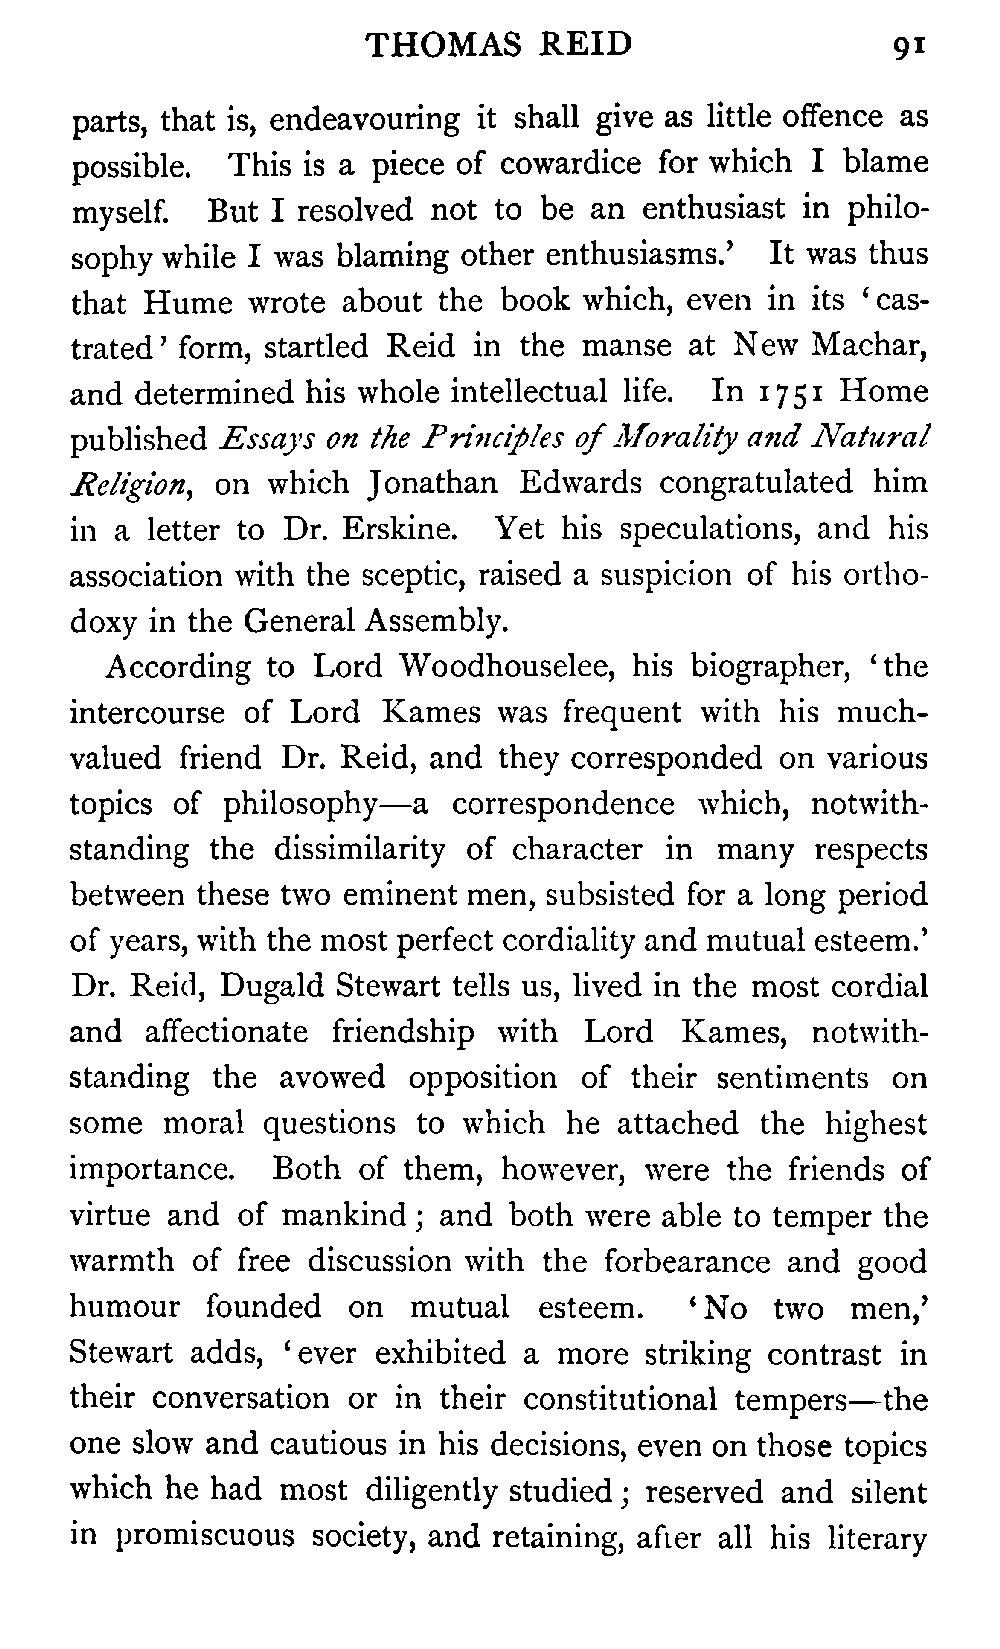 THOMAS REID 91
parts, that is, endeavouring it shall give as little offence as
possible. This is a piece of cowardice for which I blame
myself. But I resolved not to be an enthusiast in philo-
sophy while I was blaming other enthusiasms.’ It was thus
that Hume wrote about the book which, even in its ‘cas-
trated’ form, startled Reid in the manse at New Machar,
and determined his whole intellectual life. In 1751 Home
published Essays on the Principles of Morality and Natural
Religion, on which Jonathan Edwards congratulated him
in a letter to Dr. Erskine. Yet his speculations, and his
association with the sceptic, raised a suspicion of his ortho-
doxy in the General Assembly.
According to Lord Woodhouselee, his biographer, ‘the
intercourse of Lord Kames was frequent with his much-
valued friend Dr. Reid, and they corresponded on various
topics of philosophy—a correspondence which, notwith-
standing the dissimilarity of character in many respects
between these two eminent men, subsisted for a long period
of years, with the most perfect cordiality and mutual esteem.’
Dr. Reid, Dugald Stewart tells us, lived in the most cordial
and affectionate friendship with Lord Kames, notwith-
standing the avowed opposition of their sentiments on
some moral questions to which he attached the highest
importance. Both of them, however, were the friends of
virtue and of mankind; and both were able to temper the
warmth of free discussion with the forbearance and good
humour founded on mutual esteem. ‘No two men,’
Stewart adds, ‘ever exhibited a more striking contrast in
their conversation or in their constitutional tempers—the
one slow and cautious in his decisions, even on those topics
which he had most diligently studied; reserved and silent
in promiscuous society, and retaining, after all his literary